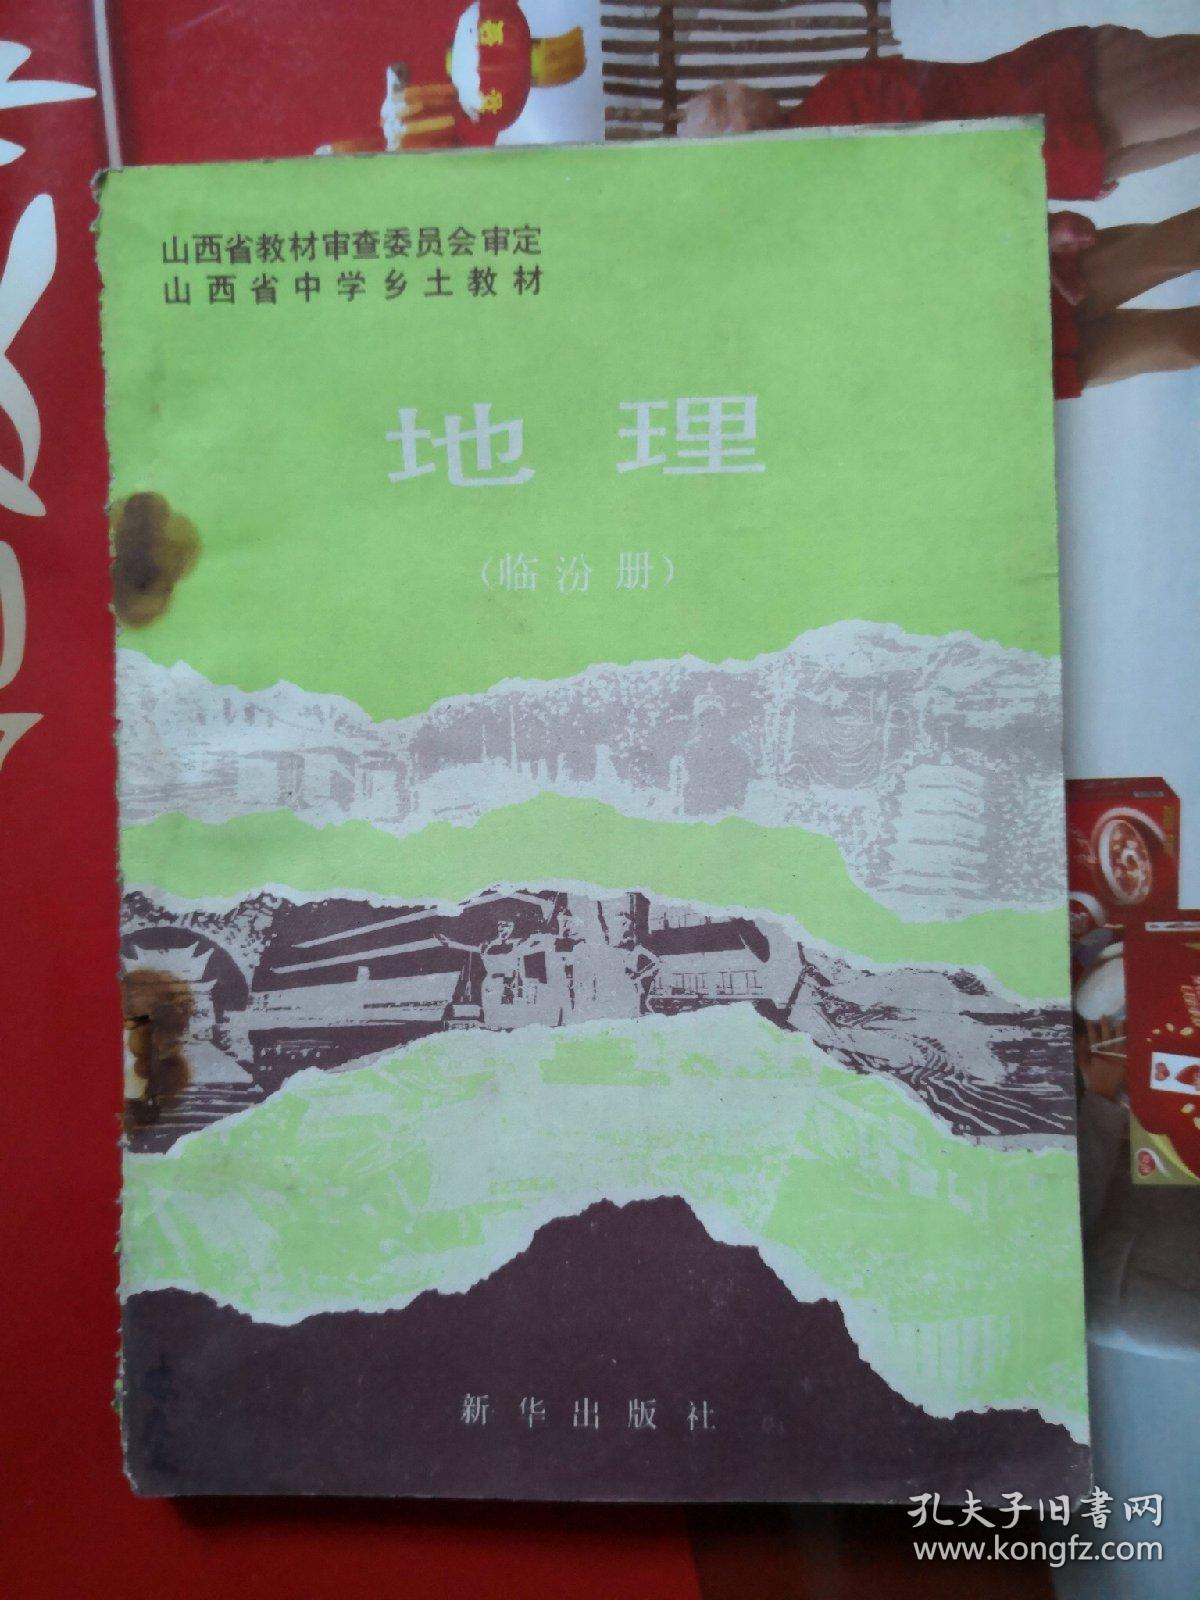 山西省教材审查委员会审定
山西省中学乡土教材
地理
（临汾册）
新华出版社
孔夫子旧書网
www.kongfz.com